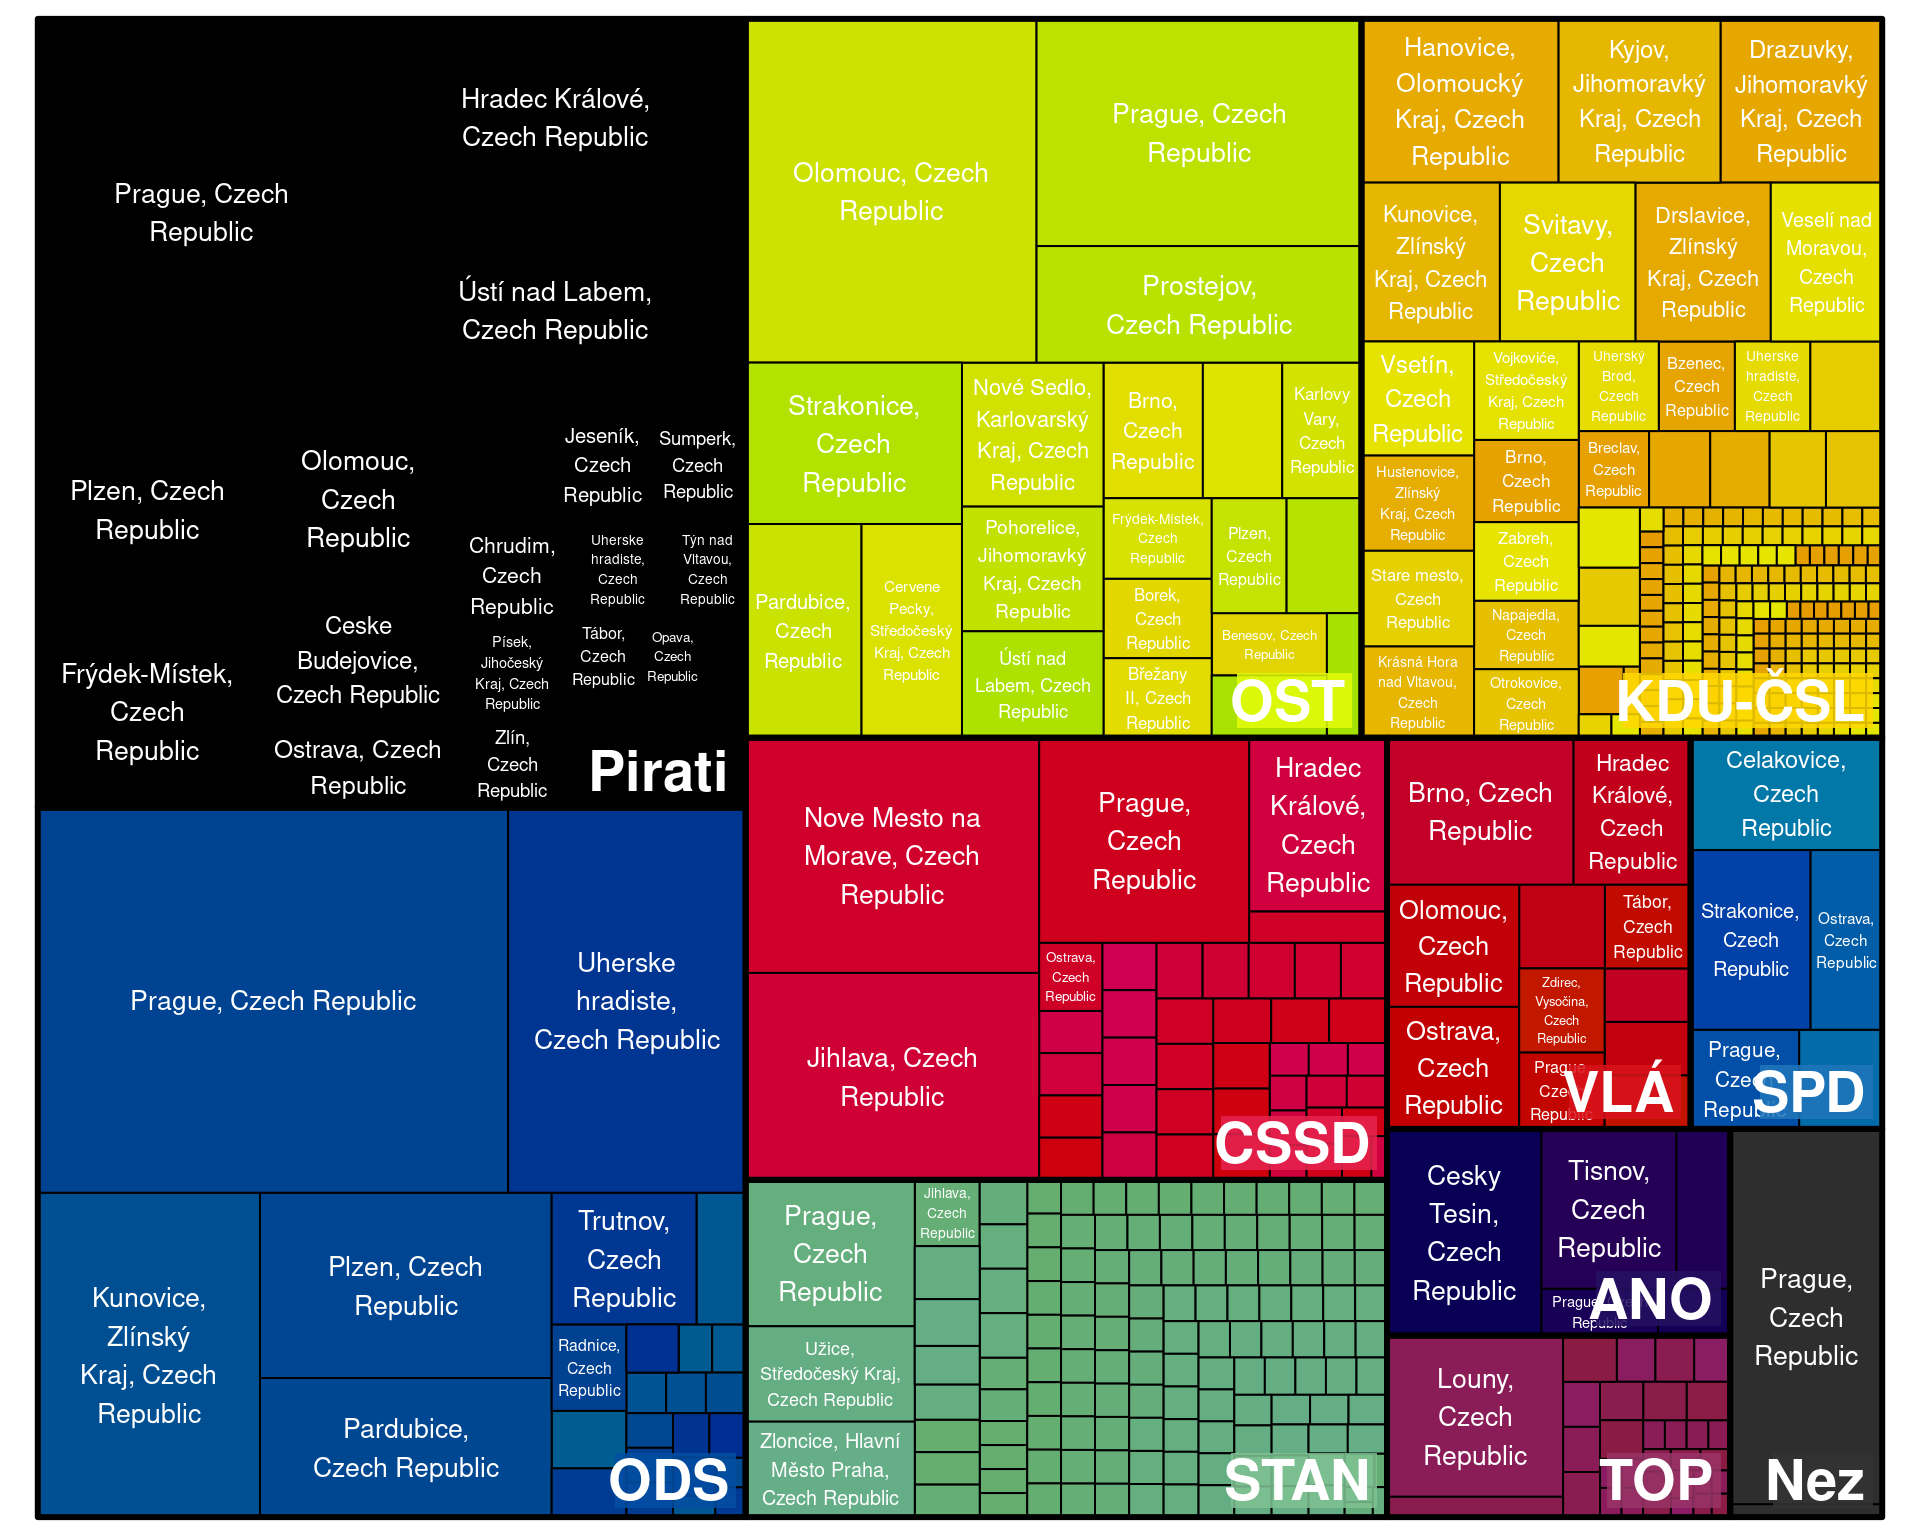 Prague, Czech
Republic
Hradec Králové,
Czech Republic
Ústí nad Labem,
Czech Republic
Plzen, Czech
Republic
Olomouc,
Czech
Republic
Jeseník,
Czech
Republic
Sumperk,
Czech
Republic
Chrudim,
Czech
Republic
Uherske
hradiste,
Czech
Republic
Týn nad
Vltavou,
Czech
Republic
Frýdek-Místek,
Czech
Republic
Ceske
Budejovice,
Czech Republic
Písek,
Jihočeský
Kraj, Czech
Republic
Tábor,
Czech
Republic
Opava,
Czech
Republic
Ostrava, Czech
Republic
Zlín,
Czech
Republic
Pirati
Olomouc, Czech
Republic
Prague, Czech
Republic
Prostejov,
Czech Republic
Strakonice,
Czech
Republic
Nové Sedlo,
Karlovarský
Kraj, Czech
Republic
Brno,
Czech
Republic
Karlovy
Vary,
Czech
Republic
Pardubice,
Czech
Republic
Cervene
Pecky,
Středočeský
Kraj, Czech
Republic
Pohorelice,
Jihomoravký
Kraj, Czech
Republic
Ústí nad
Labem, Czech
Republic
Frýdek-Místek,
Czech
Republic
Borek,
Czech
Republic
Břežany
II, Czech
Republic
Plzen,
Czech
Republic
Benesov, Czech
Republic
OST
Hanovice,
Olomoucký
Kraj, Czech
Republic
Kyjov,
Jihomoravký
Kraj, Czech
Republic
Drazuvky,
Jihomoravký
Kraj, Czech
Republic
Kunovice,
Zlínský
Kraj, Czech
Republic
Svitavy,
Czech
Republic
Drslavice,
Zlínský
Kraj, Czech
Republic
Veselí nad
Moravou,
Czech
Republic
Vsetín,
Czech
Republic
Vojkoviće,
Středočeský
Kraj, Czech
Republic
Uherský
Brod,
Czech
Republic
Bzenec,
Czech
Republic
Uherske
hradiste,
Czech
Republic
Hustenovice,
Zlínský
Kraj, Czech
Republic
Brno,
Czech
Republic
Breclav,
Czech
Republic
Stare mesto,
Czech
Republic
Zabreh,
Czech
Republic
Napajedla,
Czech
Republic
Krásná Hora
nad Vltavou,
Czech
Republic
Otrokovice,
Czech
Republic
KDU-ČSL
Prague, Czech Republic
Uherske
hradiste,
Czech Republic
Kunovice,
Zlínský
Kraj, Czech
Republic
Plzen, Czech
Republic
Pardubice,
Czech Republic
Trutnov,
Czech
Republic
Radnice,
Czech
Republic
ODS
Nove Mesto na
Morave, Czech
Republic
Jihlava, Czech
Republic
Prague,
Czech
Republic
Hradec
Králové,
Czech
Republic
Ostrava,
Czech
Republic
CSSD
Prague,
Czech
Republic
Jihlava,
Czech
Republic
Užice,
Středočeský Kraj,
Czech Republic
Zloncice, Hlavní
Město Praha,
Czech Republic
STAN
Brno, Czech
Republic
Hradec
Králové,
Czech
Republic
Olomouc,
Czech
Republic
Tábor,
Czech
Republic
Zdirec,
Vysočina,
Czech
Republic
Ostrava,
Czech
Republic
Prague,
Czech
Republic
VLÁ
Celakovice,
Czech
Republic
Strakonice,
Czech
Republic
Ostrava,
Czech
Republic
Prague,
Czech
Republic
SPD
Cesky
Tesin,
Czech
Republic
Tisnov,
Czech
Republic
Prague,
Republic
ANO
Louny,
Czech
Republic
TOP
Prague,
Czech
Republic
Nez